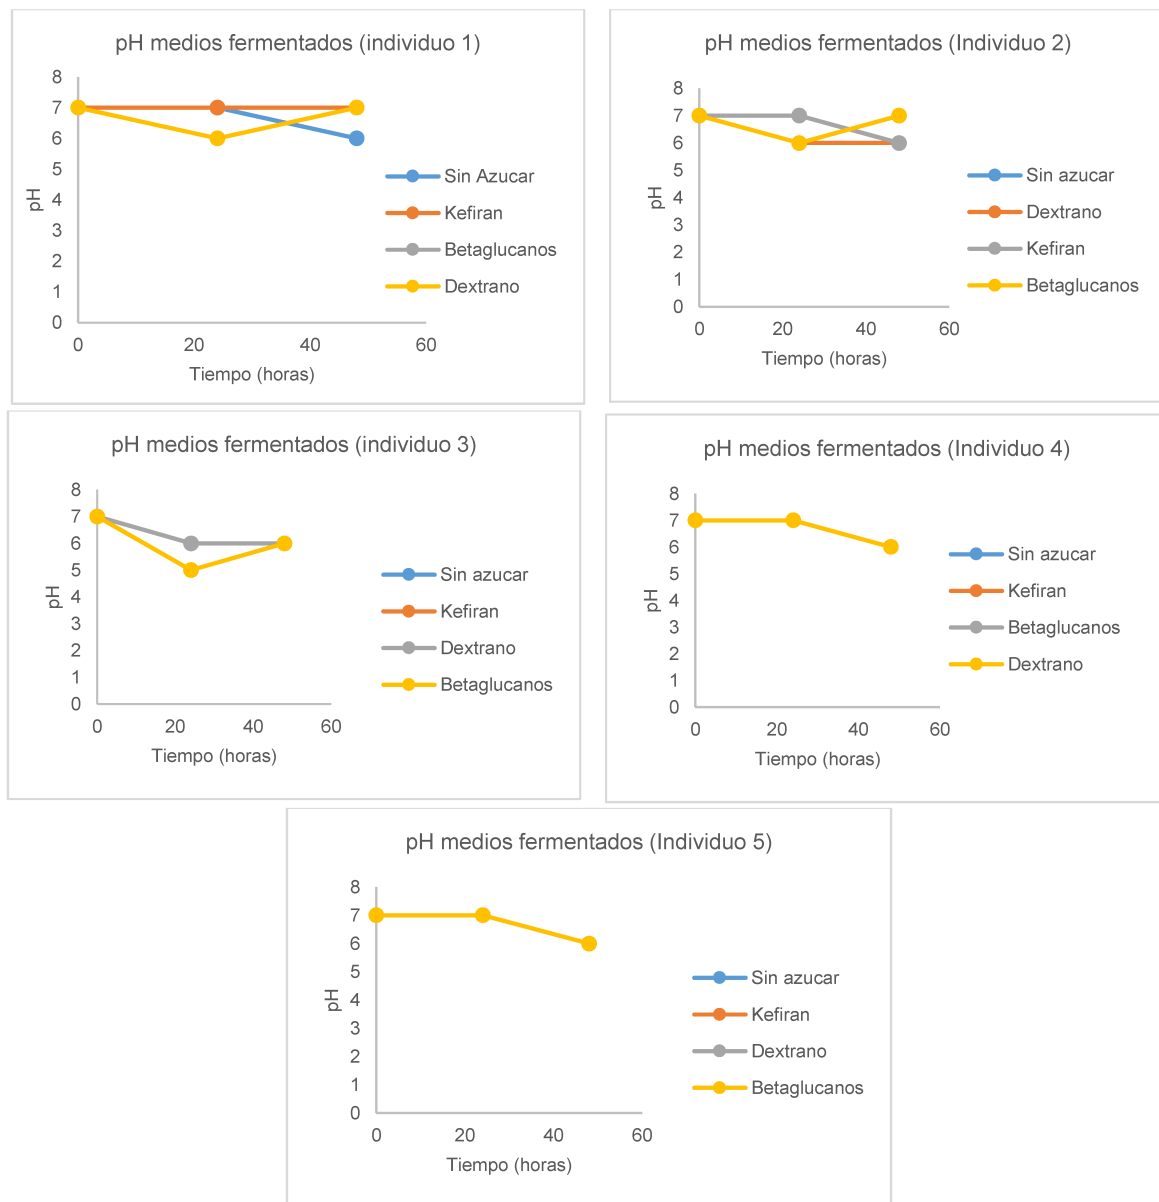 pH medios fermentados (individuo 1)
8
7
6
5
4
3
2
1
0
pH
0 20 40 60
Tiempo (horas)
Sin Azucar
Kefiran
Betaglucanos
Dextrano
pH medios fermentados (Individuo 2)
8
7
6
5
4
3
2
1
0
pH
0 20 40 60
Tiempo (horas)
Sin azucar
Dextrano
Kefiran
Betaglucanos
pH medios fermentados (individuo 3)
8
7
6
5
4
3
2
1
0
pH
0 20 40 60
Tiempo (horas)
Sin azucar
Kefiran
Dextrano
Betaglucanos
pH medios fermentados (Individuo 4)
8
7
6
5
4
3
2
1
0
pH
0 20 40 60
Tiempo (horas)
Sin azucar
Kefiran
Betaglucanos
Dextrano
pH medios fermentados (Individuo 5)
8
7
6
5
4
3
2
1
0
pH
0 20 40 60
Tiempo (horas)
Sin azucar
Kefiran
Dextrano
Betaglucanos